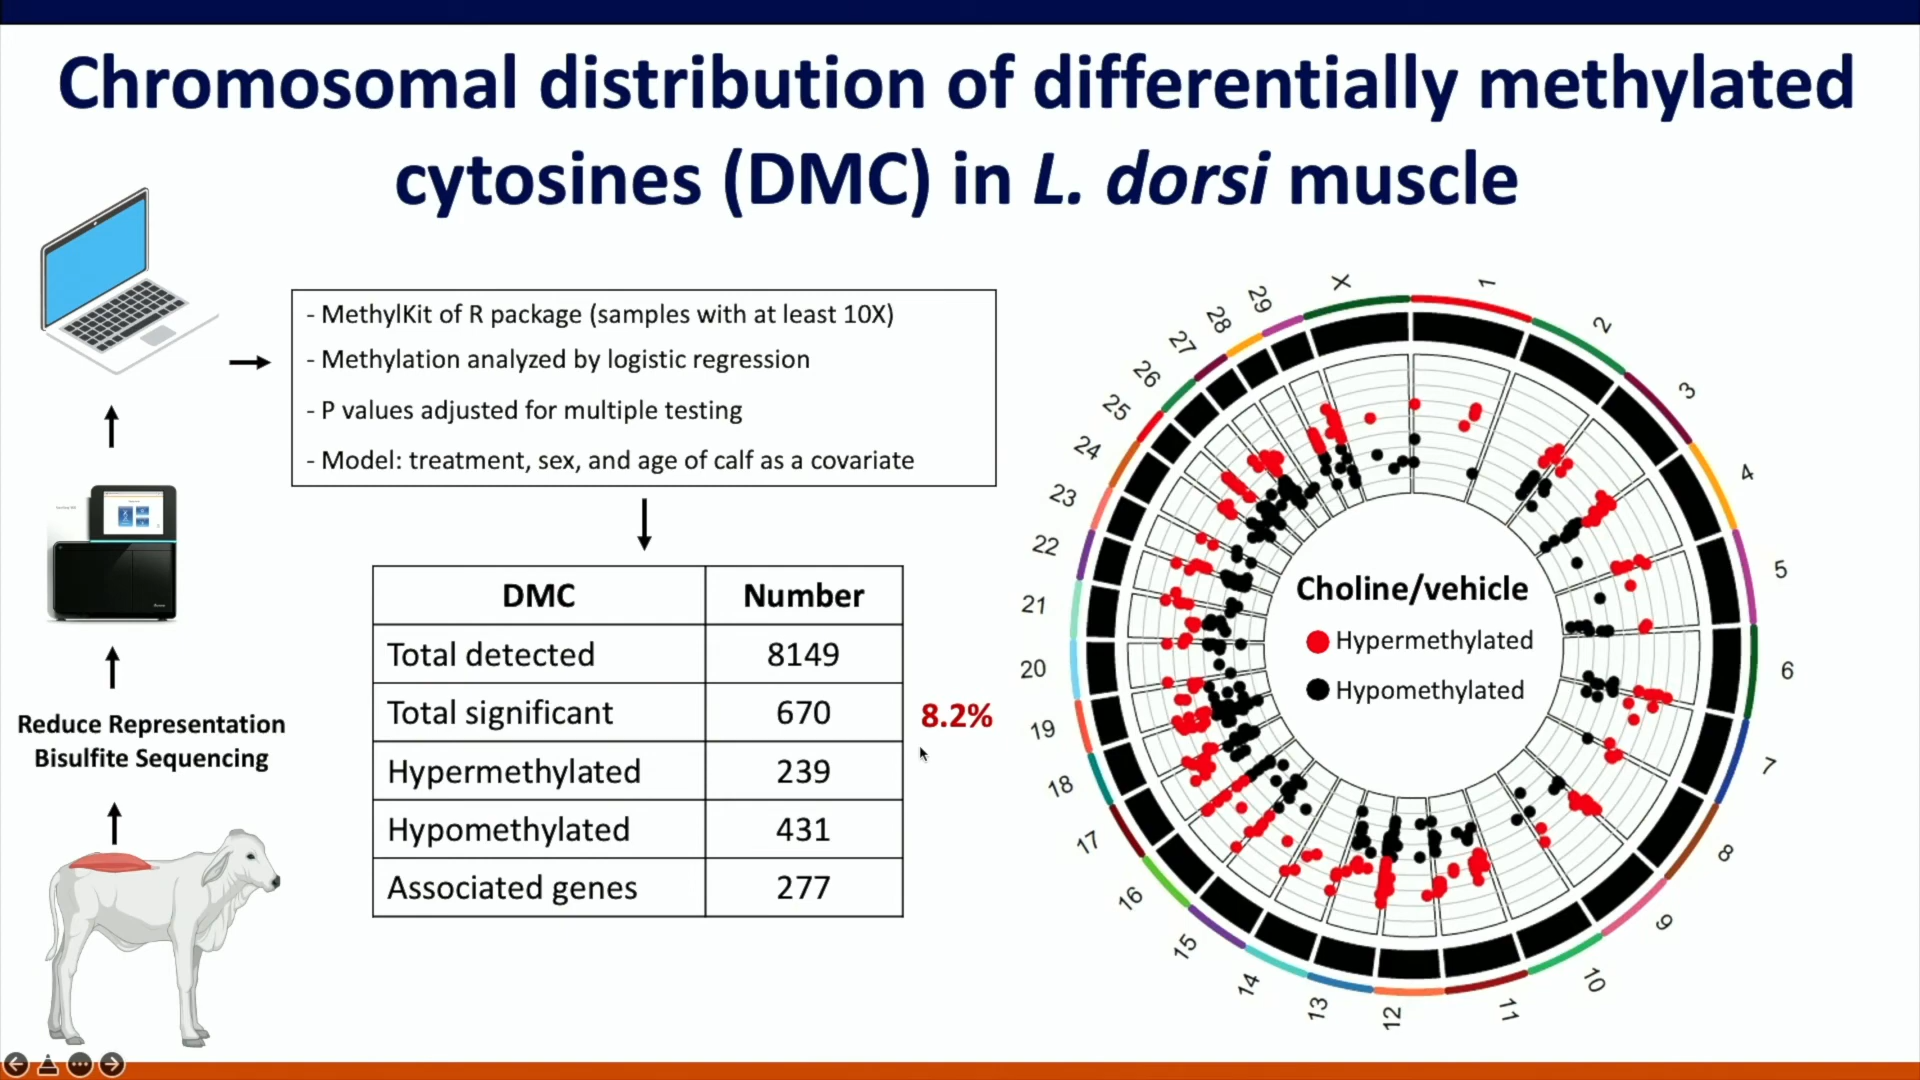 Chromosomal distribution of differentially methylated
cytosines (DMC) in L. dorsi muscle
- MethylKit of R package (samples with at least 10X)
- Methylation analyzed by logistic regression
- P values adjusted for multiple testing
- Model: treatment, sex, and age of calf as a covariate
Reduce Representation
Bisulfite Sequencing
DMC Number
Total detected 8149
Total significant 670
8.2%
Hypermethylated 239
Hypomethylated 431
Associated genes 277
Choline/vehicle
Hypermethylated
Hypomethylated
1
2
3
4
5
6
7
8
9
10
11
12
13
14
15
16
17
18
19
20
21
22
23
24
25
26
27
28
29
X